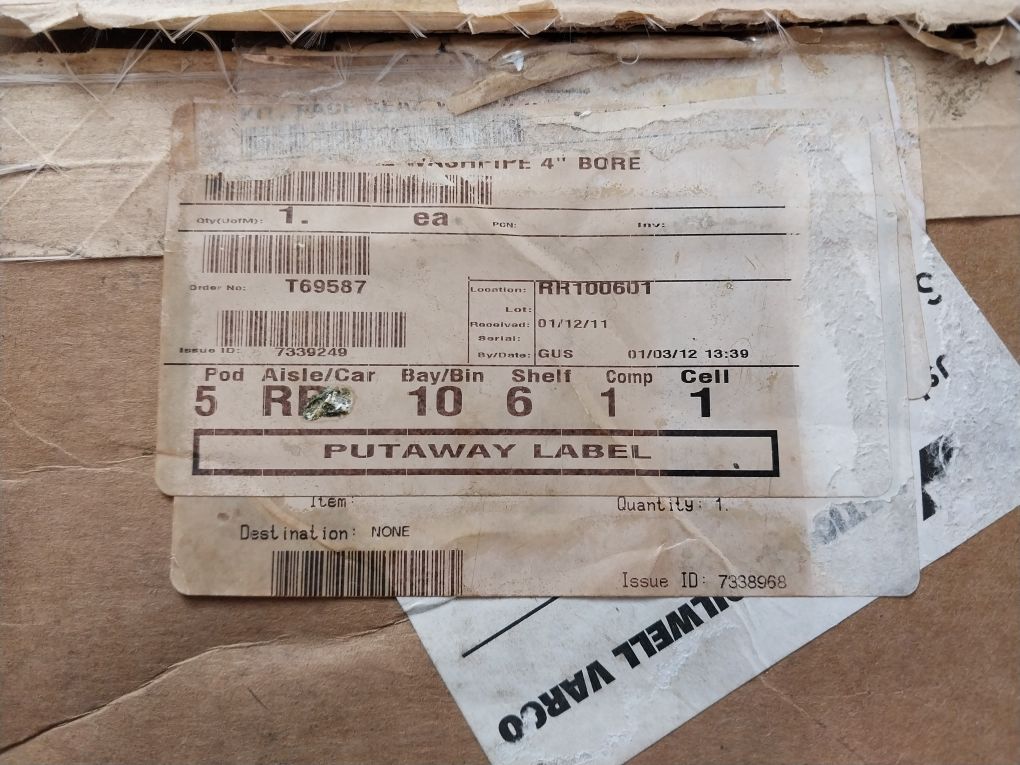 WASHPIPE 4" BORE
Qty(UofM): 1. ea PCN: Inv:
Order No: T69587
Location: RR100601
Lot:
Received: 01/12/11
Serial:
Issue ID: 7339249
By/Date: GUS 01/03/12 13:39
Pod Aisle/Car Bay/Bin Shelf Comp Cell
5 RR 10 6 1 1
PUTAWAY LABEL
Item: Quantity: 1.
Destination: NONE
Issue ID: 7338968
OILWELL VARCO